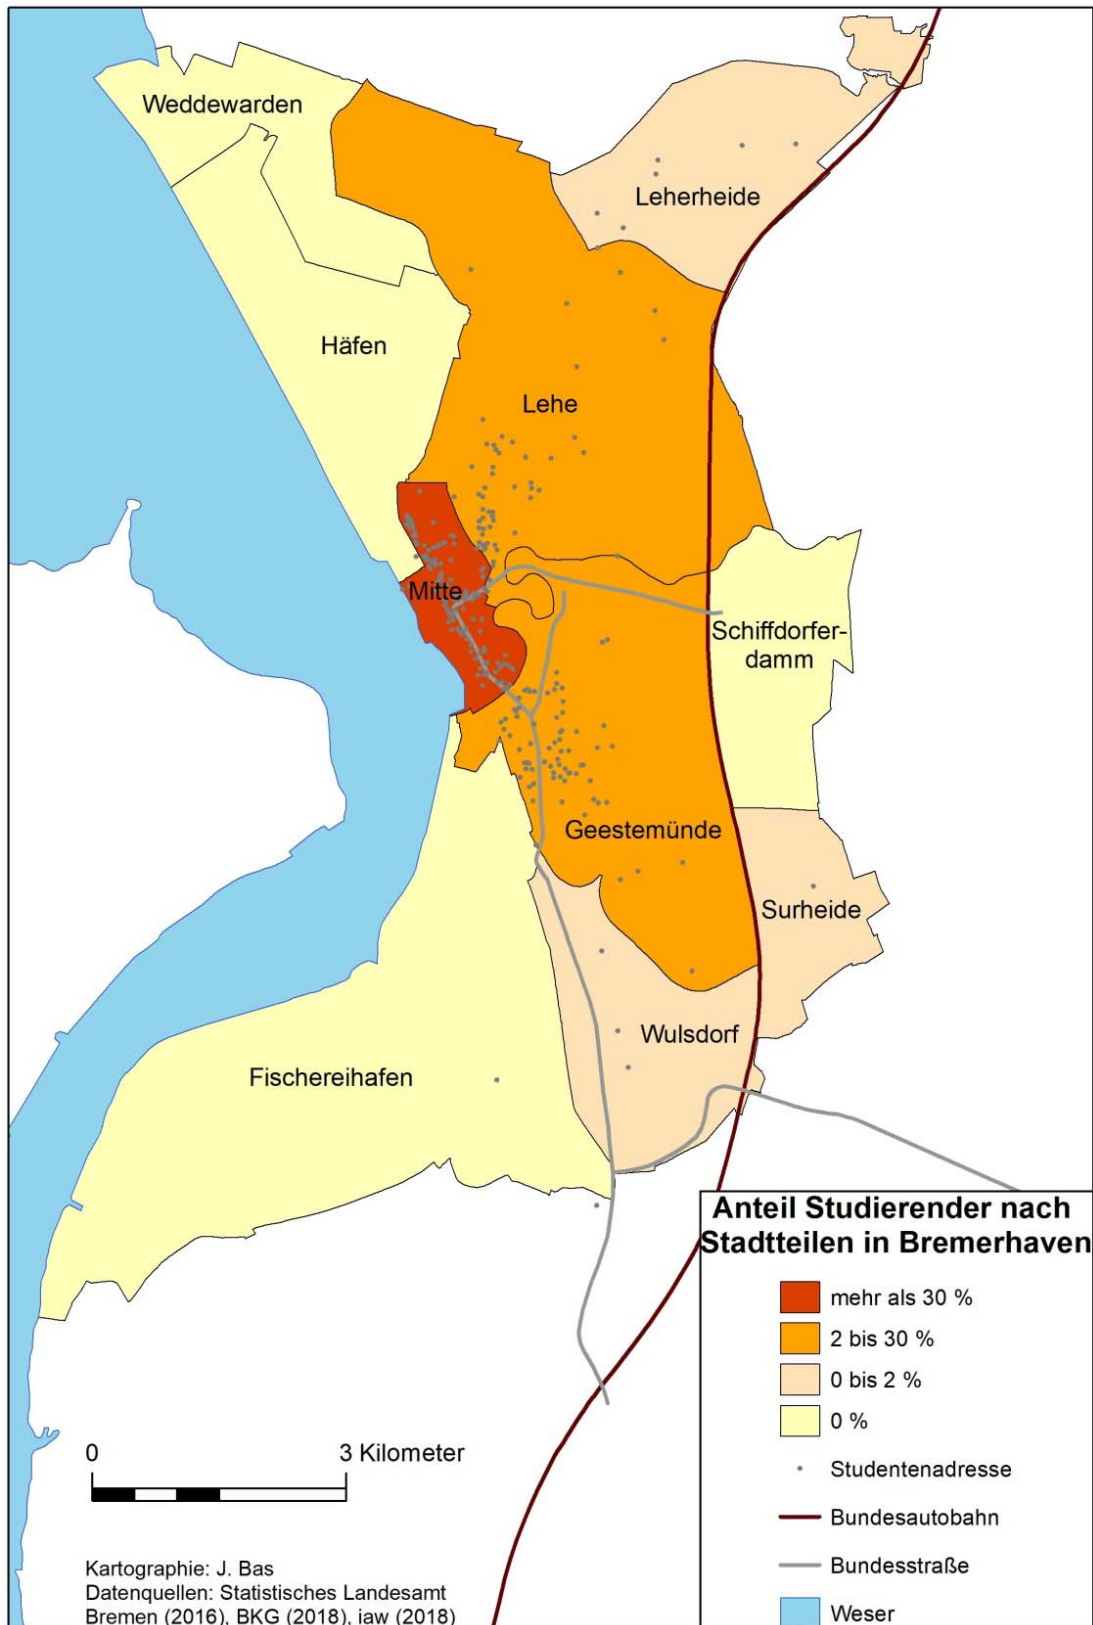 Weddewarden
Leherheide
Häfen
Lehe
Mitte
Schiffdorfer-
damm
Geestemünde
Surheide
Wulsdorf
Fischereihafen
Anteil Studierender nach
Stadtteilen in Bremerhaven
mehr als 30 %
2 bis 30 %
0 bis 2 %
0 %
Studentenadresse
Bundesautobahn
Bundesstraße
Weser
0 3 Kilometer
Kartographie: J. Bas
Datenquellen: Statistisches Landesamt
Bremen (2016), BKG (2018), iaw (2018)